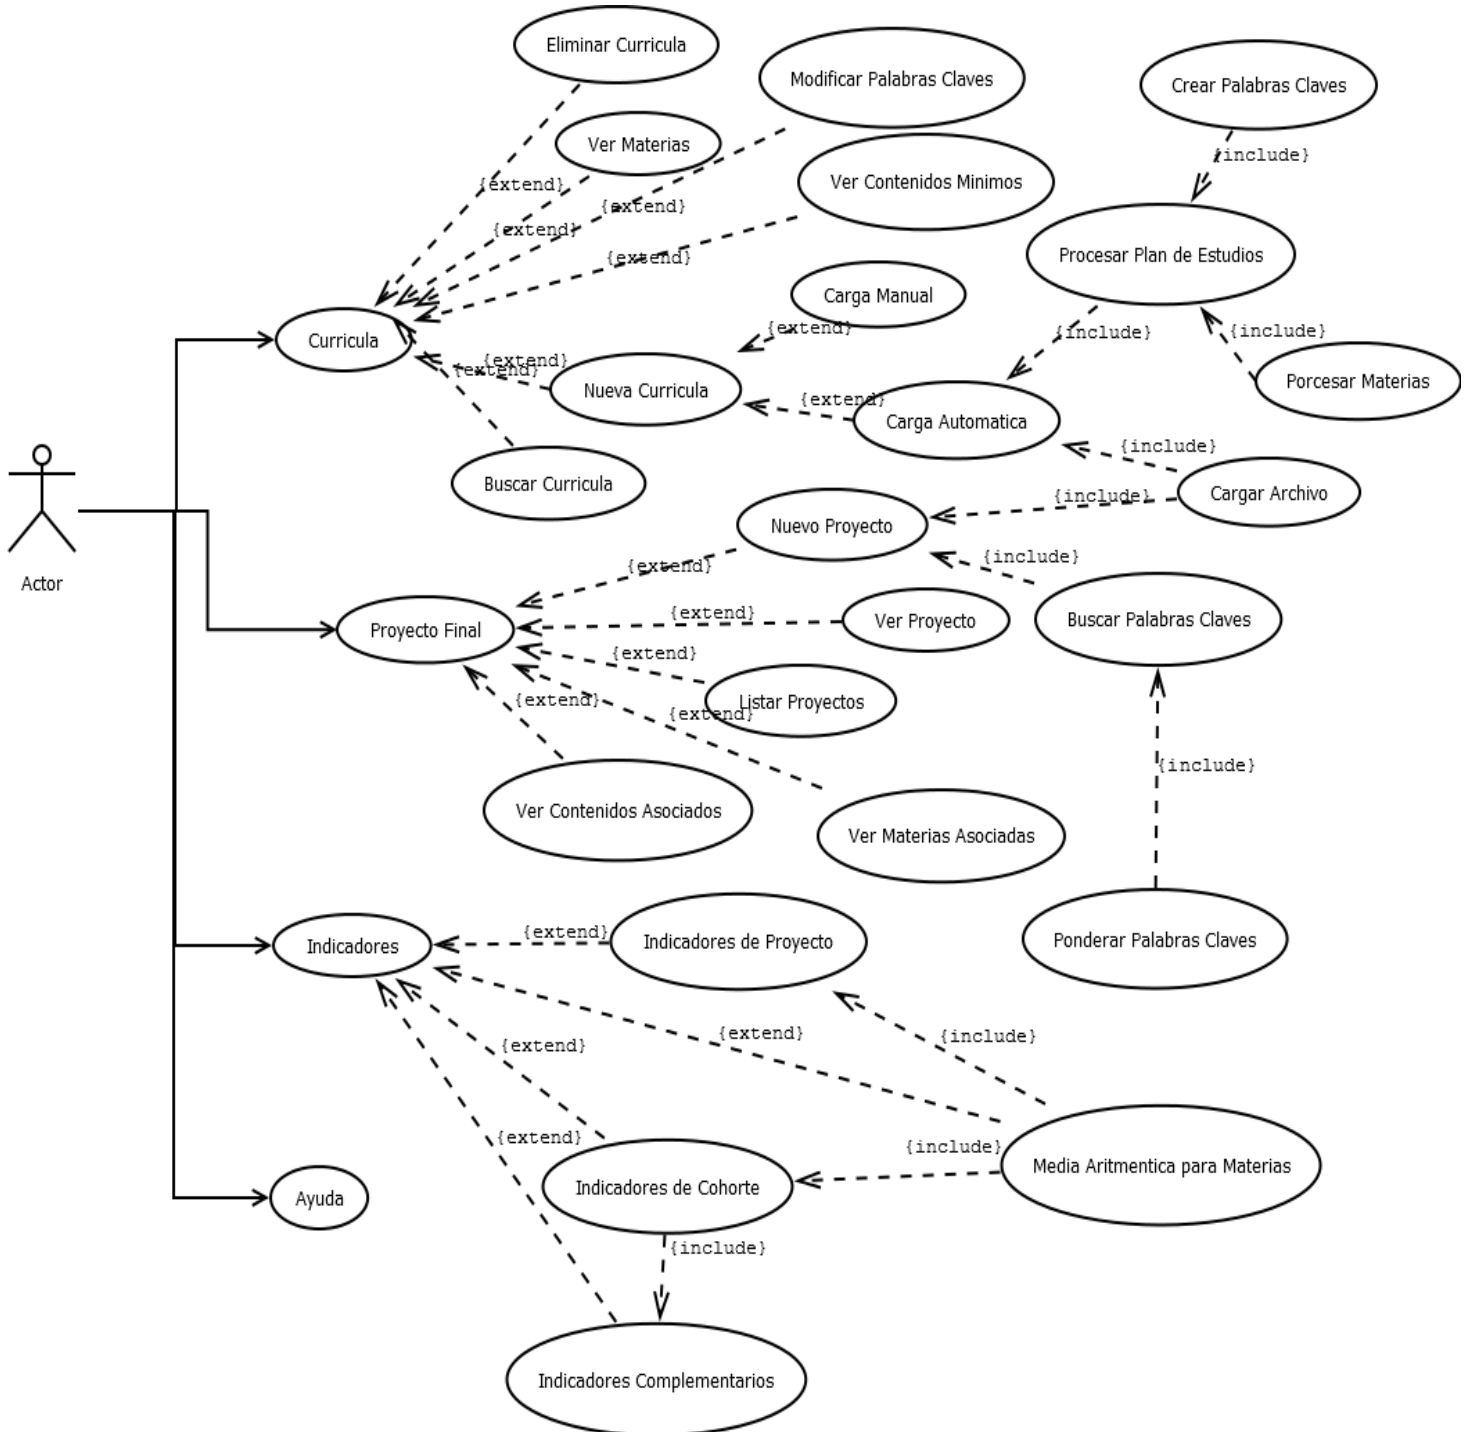 Eliminar Curricula
Modificar Palabras Claves
Crear Palabras Claves
Ver Materias
{include}
{extend}
Ver Contenidos Minimos
{extend}
{extend}
{extend}
Procesar Plan de Estudios
Carga Manual
{extend}
{include}
{include}
Curricula
{extend}
{extend}
Nueva Curricula
Porcesar Materias
{extend}
Carga Automatica
{include}
Buscar Curricula
Cargar Archivo
{include}
Nuevo Proyecto
{include}
{extend}
Actor
{extend}
Ver Proyecto
Buscar Palabras Claves
Proyecto Final
{extend}
{extend}
Listar Proyectos
{extend}
{include}
Ver Contenidos Asociados
Ver Materias Asociadas
{extend}
Indicadores
Indicadores de Proyecto
Ponderar Palabras Claves
{extend}
{include}
{extend}
{extend}
{include}
Media Aritmentica para Materias
Indicadores de Cohorte
Ayuda
{include}
Indicadores Complementarios